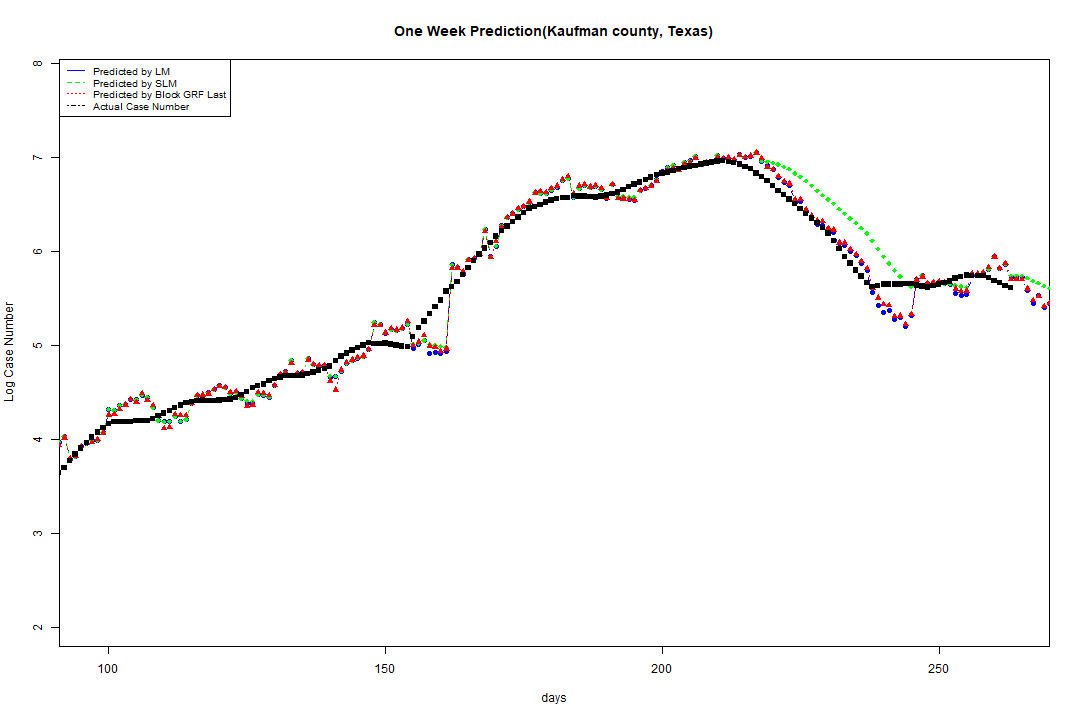 One Week Prediction(Kaufman county, Texas)
Predicted by LM
Predicted by SLM
Predicted by Block GRF Last
Actual Case Number
8
7
6
5
4
3
2
Log Case Number
100
150
200
250
days